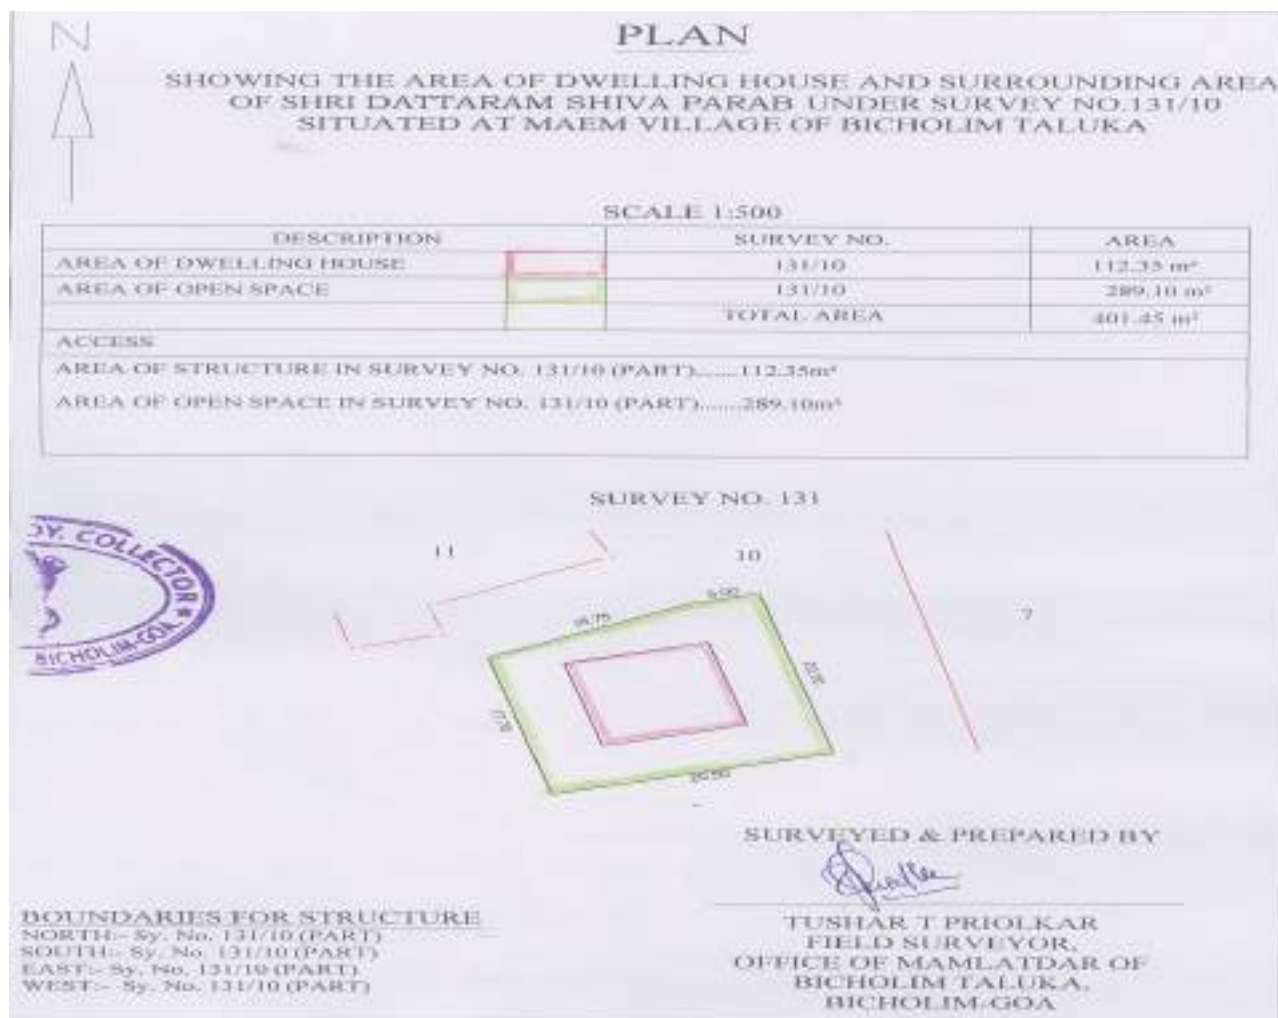 N
PLAN
SHOWING THE AREA OF DWELLING HOUSE AND SURROUNDING AREA
OF SHRI DATTARAM SHIVA PARAB UNDER SURVEY NO.131/10
SITUATED AT MAEM VILLAGE OF BICHOLIM TALUKA
SCALE 1:500
DESCRIPTION SURVEY NO. AREA
AREA OF DWELLING HOUSE 131/10 112.35 m²
AREA OF OPEN SPACE 131/10 289.10 m²
TOTAL AREA 401.45 m²
ACCESS
AREA OF STRUCTURE IN SURVEY NO. 131/10 (PART)......112.35m²
AREA OF OPEN SPACE IN SURVEY NO. 131/10 (PART)......289.10m²
SURVEY NO. 131
DY. COLLECTOR
BICHOLIM-GOA
11
10
7
17.70
20.50
SURVEYED & PREPARED BY
TUSHAR T PRIOLKAR
FIELD SURVEYOR,
OFFICE OF MAMLATDAR OF
BICHOLIM TALUKA,
BICHOLIM-GOA
BOUNDARIES FOR STRUCTURE
NORTH:- Sy. No. 131/10 (PART)
SOUTH:- Sy. No. 131/10 (PART)
EAST:- Sy. No. 131/10 (PART)
WEST:- Sy. No. 131/10 (PART)